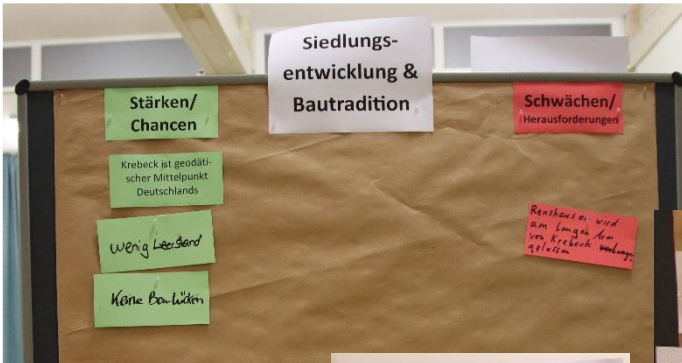 Siedlungs-
entwicklung &
Bautradition
Stärken/
Chancen
Krebeck ist geodäti-
scher Mittelpunkt
Deutschlands
wenig Leerstand
Keine Baulücken
Schwächen/
Herausforderungen
Renshausen wird
am langen Arm
von Krebeck verhungern
gelassen